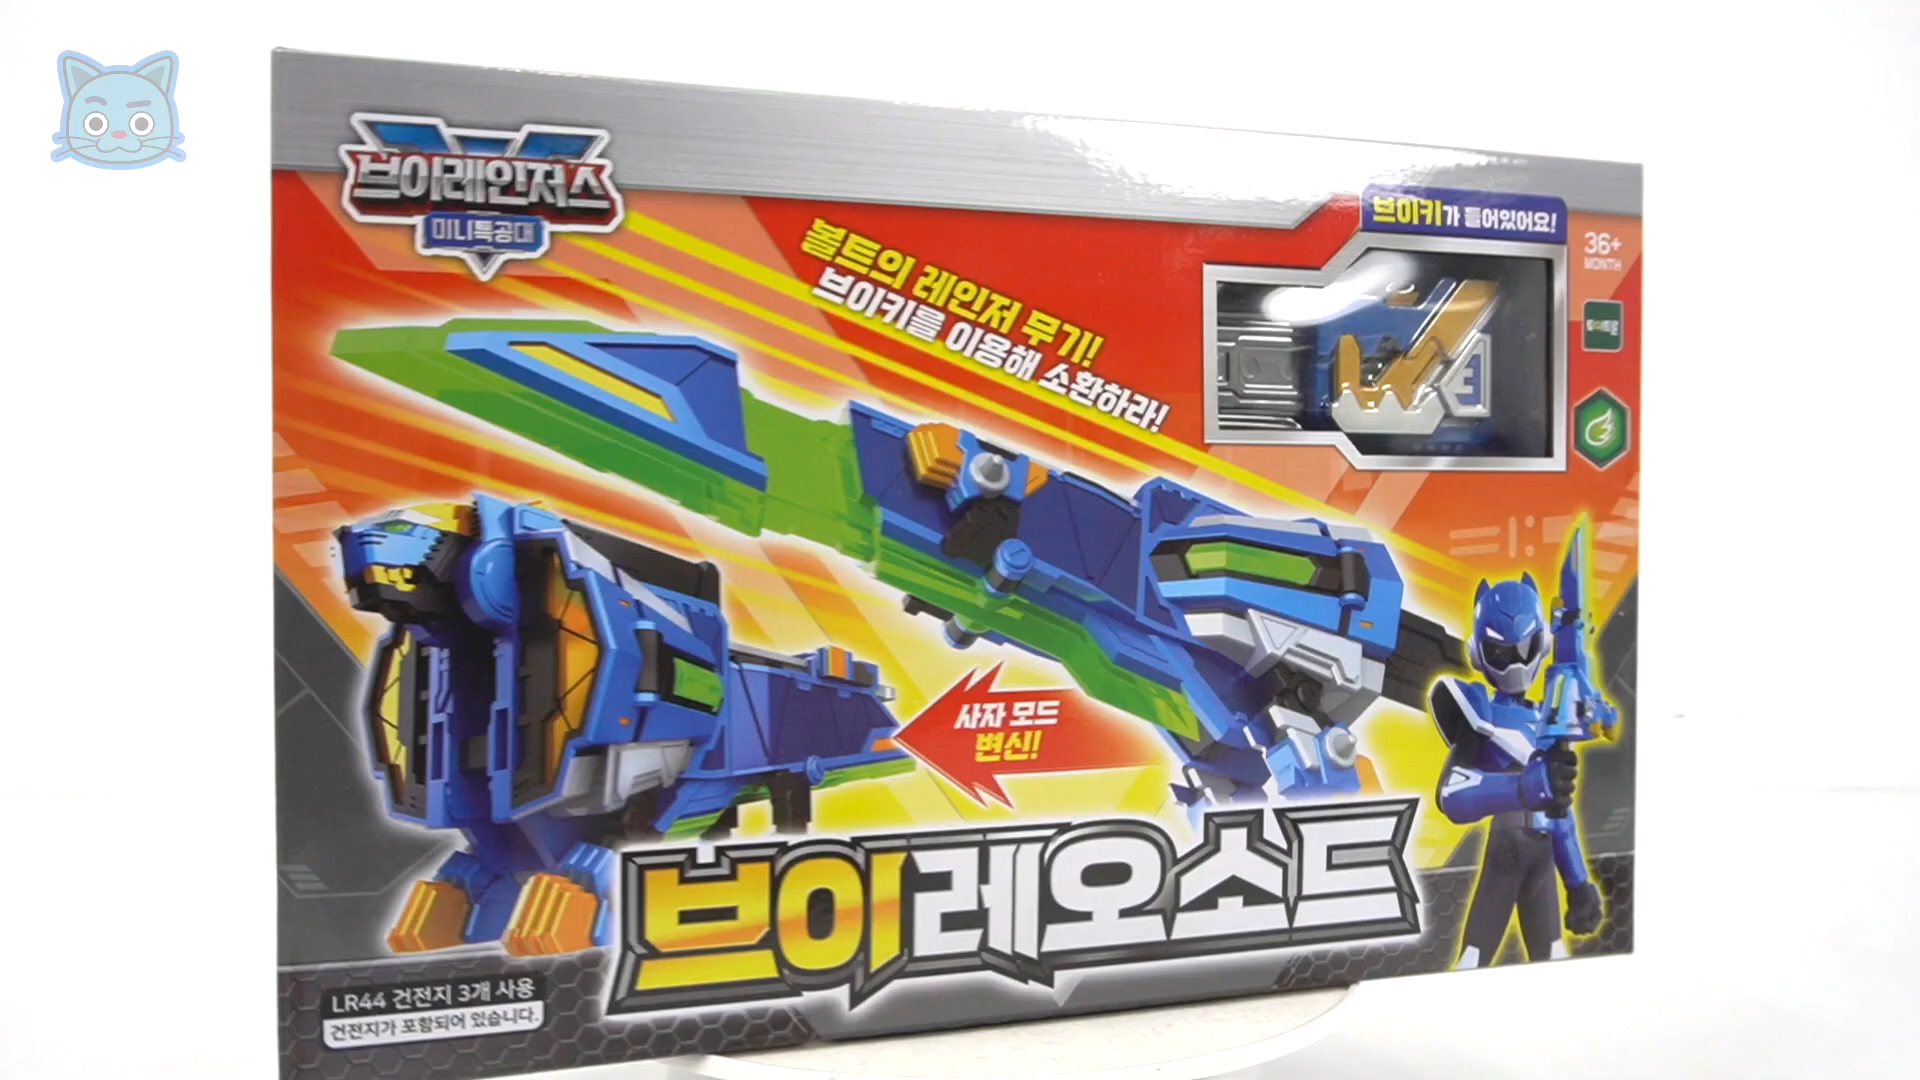 브이레인저스
미니특공대
볼트의 레인저 무기!
브이키를 이용해 소환하라!
브이키가 들어있어요!
36+
MONTH
사자 모드
변신!
브이레오소드
LR44 건전지 3개 사용
건전지가 포함되어 있습니다.